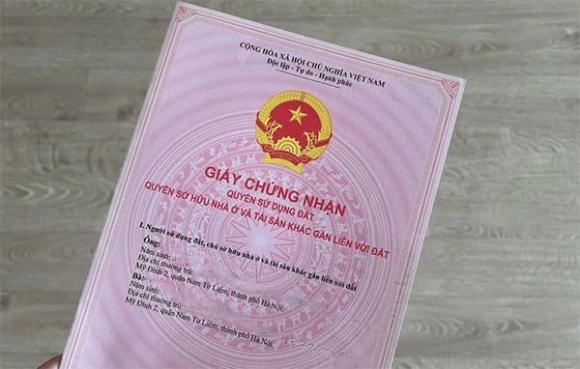 CỘNG HÒA XÃ HỘI CHỦ NGHĨA VIỆT NAM
Độc lập - Tự do - Hạnh phúc
GIẤY CHỨNG NHẬN
QUYỀN SỬ DỤNG ĐẤT
QUYỀN SỞ HỮU NHÀ Ở VÀ TÀI SẢN KHÁC GẮN LIỀN VỚI ĐẤT
I. Người sử dụng đất, chủ sở hữu nhà ở và tài sản khác gắn liền với đất
Ông:
Năm sinh:
Địa chỉ thường trú:
Mỹ Đình 2, quận Nam Từ Liêm, thành phố Hà Nội.
Bà:
Năm sinh:
Địa chỉ thường trú:
Mỹ Đình 2, quận Nam Từ Liêm, thành phố Hà Nội.